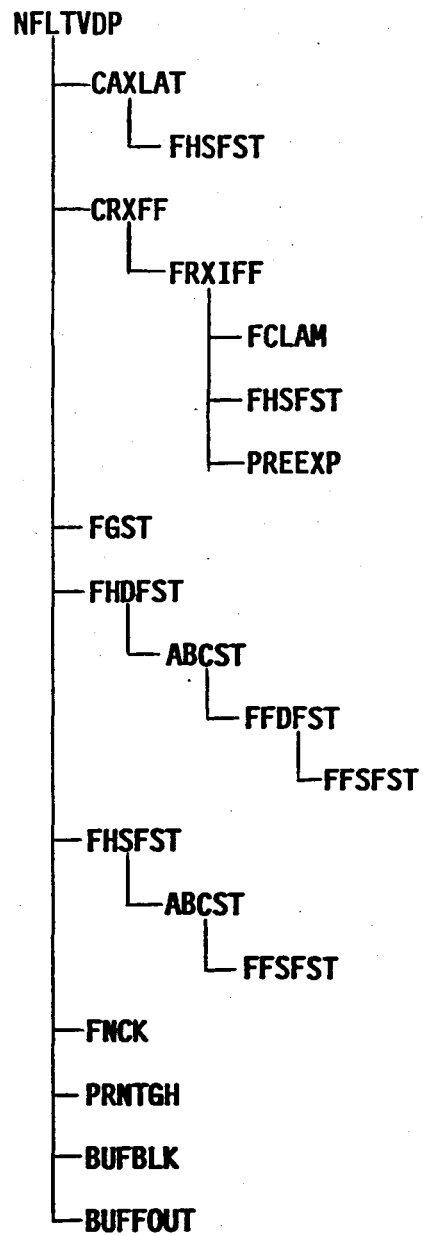 NFLTVDP
CAXLAT
FHSFST
CRXFF
FRXIFF
FCLAM
FHSFST
PREEXP
FGST
FHDFST
ABCST
FFDFST
FFSFST
FHSFST
ABCST
FFSFST
FNCK
PRNTGH
BUFBLK
BUFFOUT